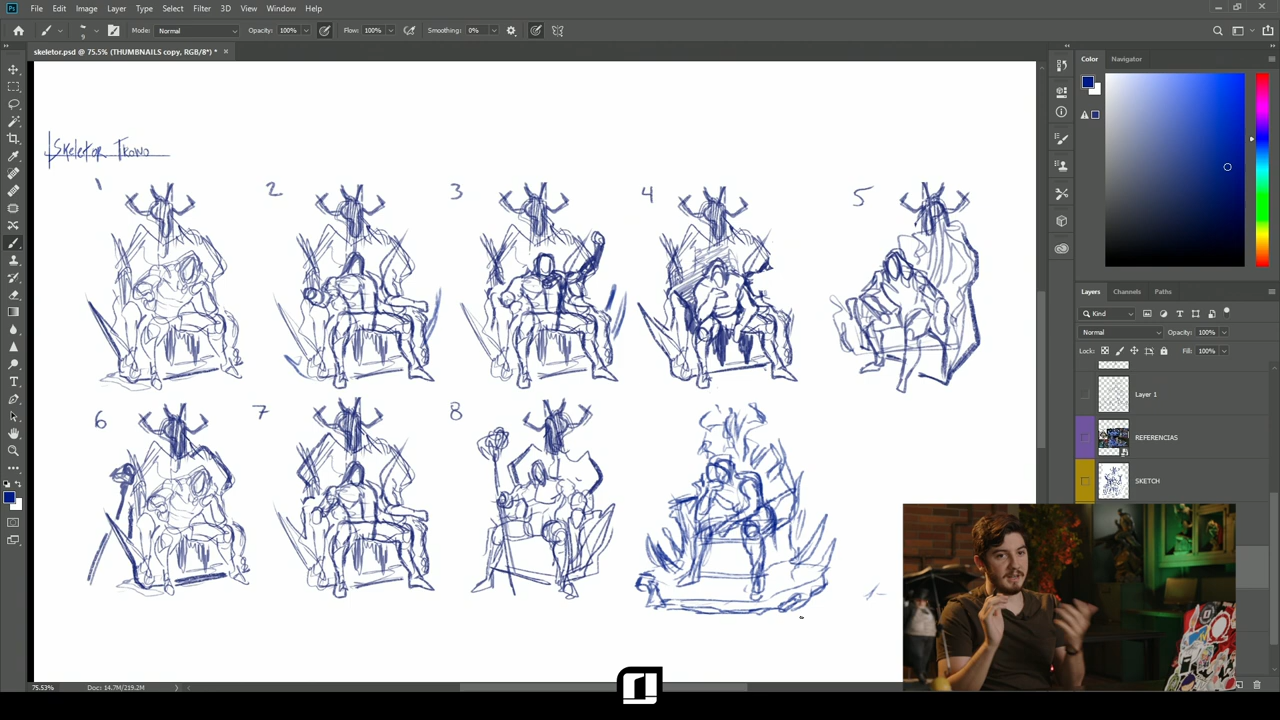 File Edit Image Layer Type Select Filter 3D View Window Help
Mode: Normal Opacity: 100% Flow: 100% Smoothing: 0%
skeletor.psd @ 75.5% (THUMBNAILS copy, RGB/8*) * ×
Color Navigator
Skeletor Trono
1 2 3 4 5
6 7 8
Layers Channels Paths
Kind
Normal Opacity: 100%
Lock: Fill: 100%
Layer 1
REFERENCIAS
SKETCH
75.53% Doc: 14.7M/219.2M